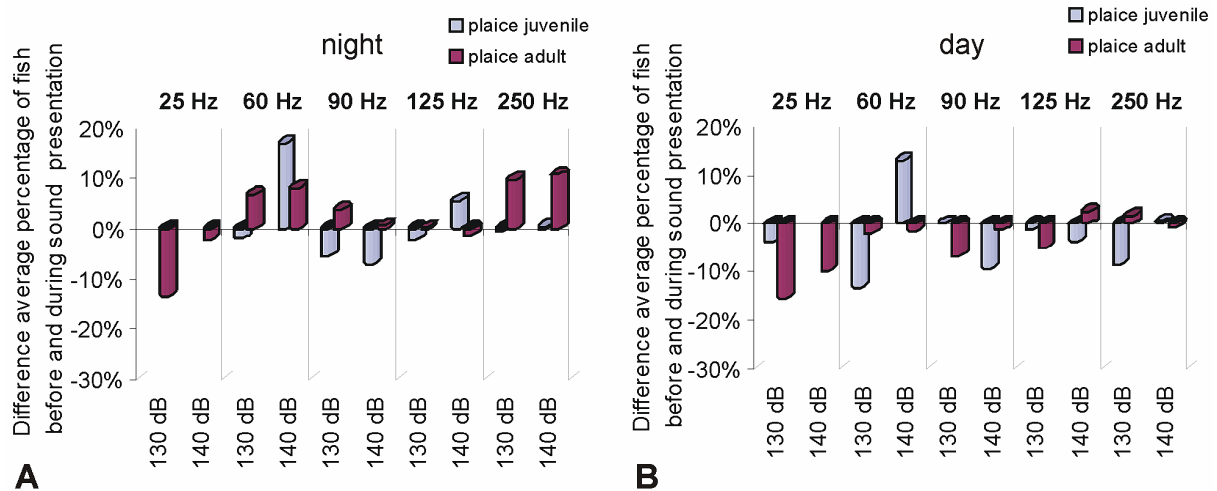 plaice juvenile
plaice adult
night
25 Hz 60 Hz 90 Hz 125 Hz 250 Hz
Difference average percentage of fish
before and during sound presentation
20%
10%
0%
-10%
-20%
-30%
130 dB
140 dB
130 dB
140 dB
130 dB
140 dB
130 dB
140 dB
130 dB
140 dB
A
plaice juvenile
plaice adult
day
25 Hz 60 Hz 90 Hz 125 Hz 250 Hz
Difference average percentage of fish
before and during sound presentation
20%
10%
0%
-10%
-20%
-30%
130 dB
140 dB
130 dB
140 dB
130 dB
140 dB
130 dB
140 dB
130 dB
140 dB
B